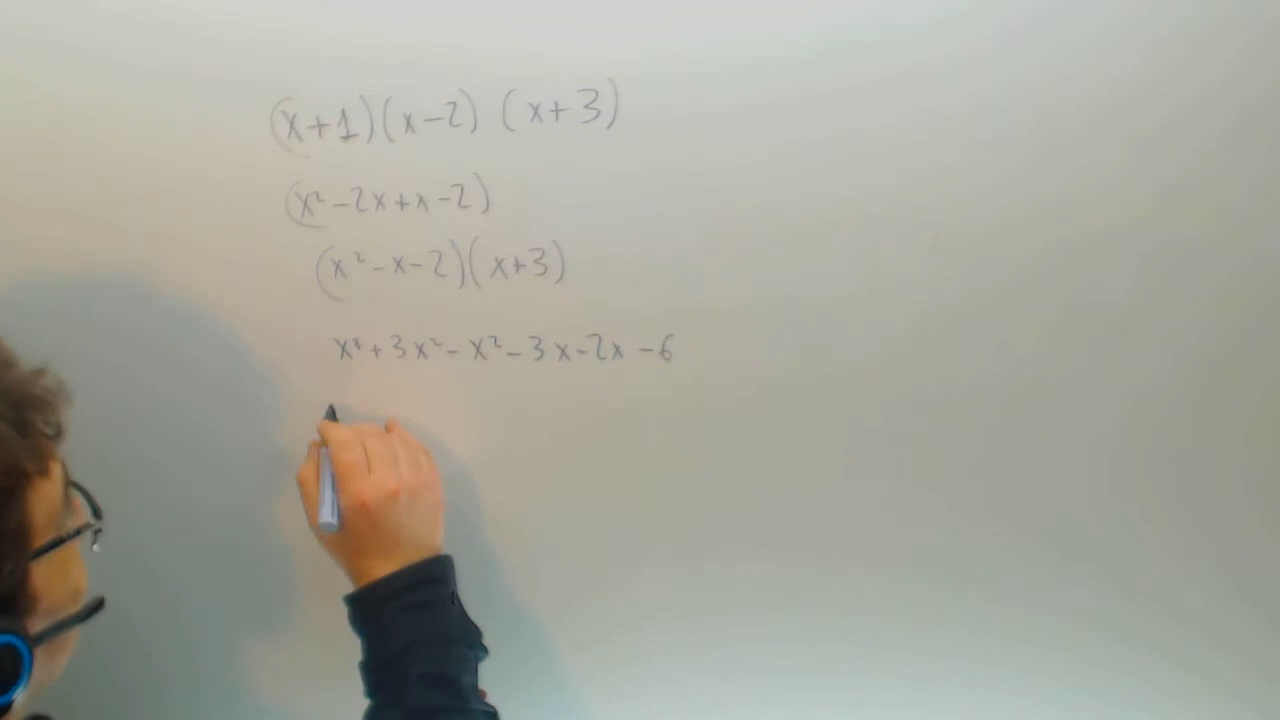 (x+1)(x-2) (x+3)
(x²-2x+x-2)
(x²-x-2)(x+3)
x³+3x²-x²-3x-2x-6